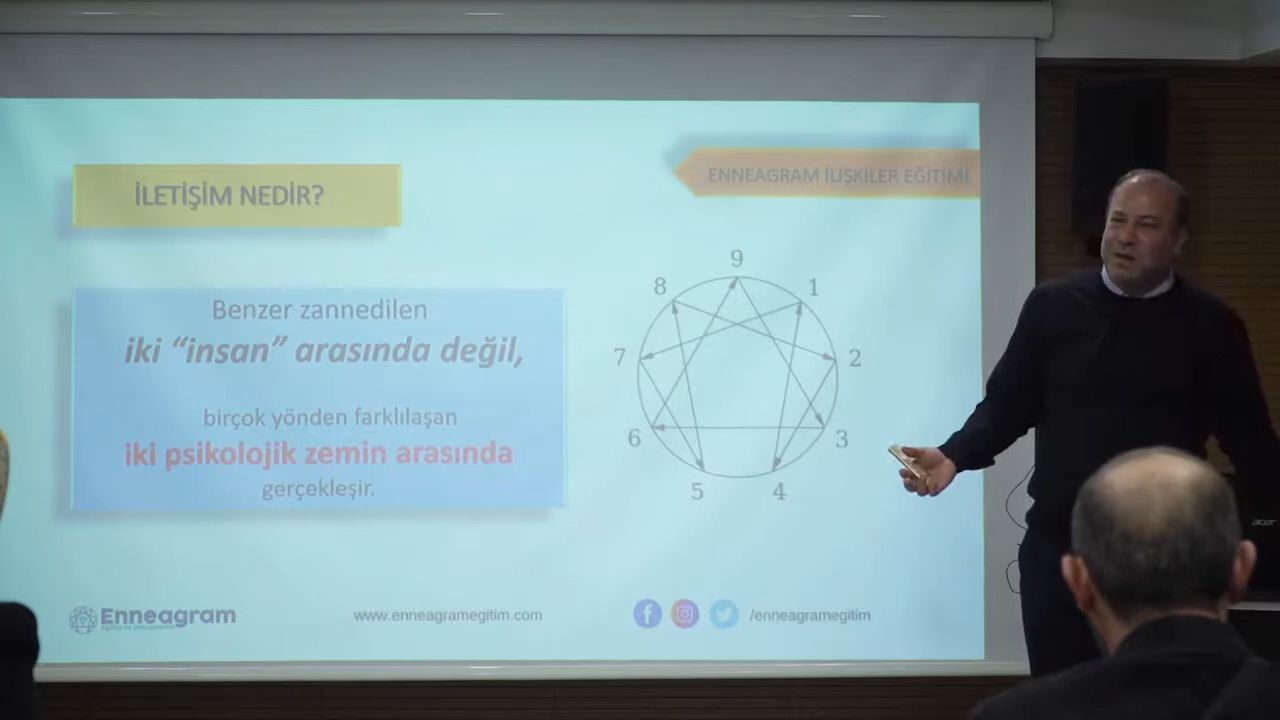 İLETİŞİM NEDİR?
ENNEAGRAM İLİŞKİLER EĞİTİMİ
Benzer zannedilen
iki “insan” arasında değil,
birçok yönden farklılaşan
iki psikolojik zemin arasında
gerçekleşir.
9
8
1
7
2
6
3
5
4
Enneagram
www.enneagramegitim.com
/enneagramegitim
acer